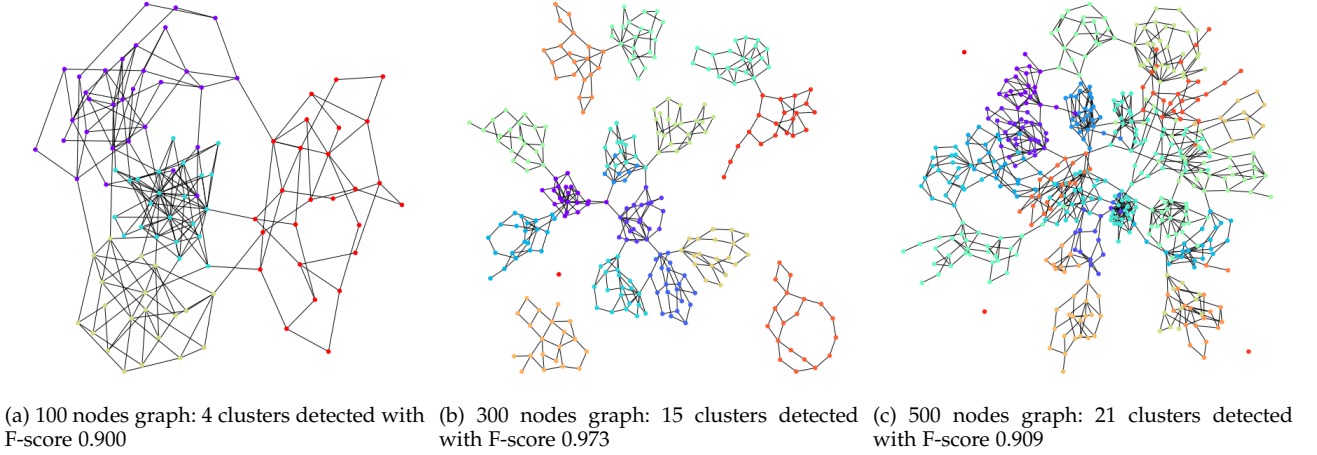 (a) 100 nodes graph: 4 clusters detected with
F-score 0.900
(b) 300 nodes graph: 15 clusters detected
with F-score 0.973
(c) 500 nodes graph: 21 clusters detected
with F-score 0.909